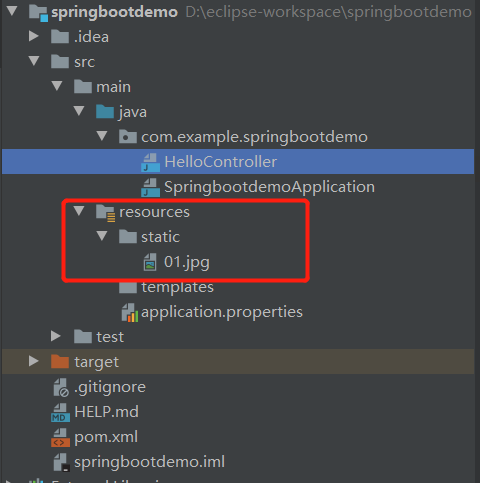 springbootdemo D:\eclipse-workspace\springbootdemo
.idea
src
main
java
com.example.springbootdemo
HelloController
SpringbootdemoApplication
resources
static
01.jpg
templates
application.properties
test
target
.gitignore
HELP.md
pom.xml
springbootdemo.iml